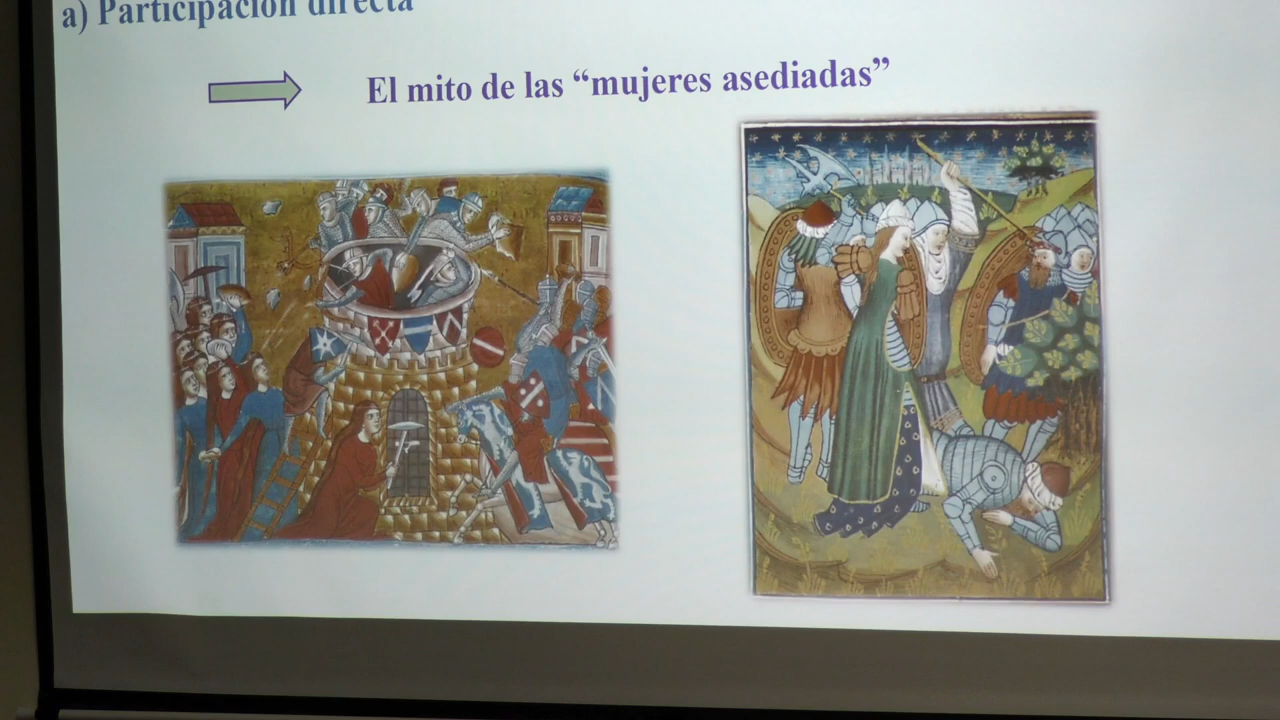 a) Participación directa
El mito de las “mujeres asediadas”